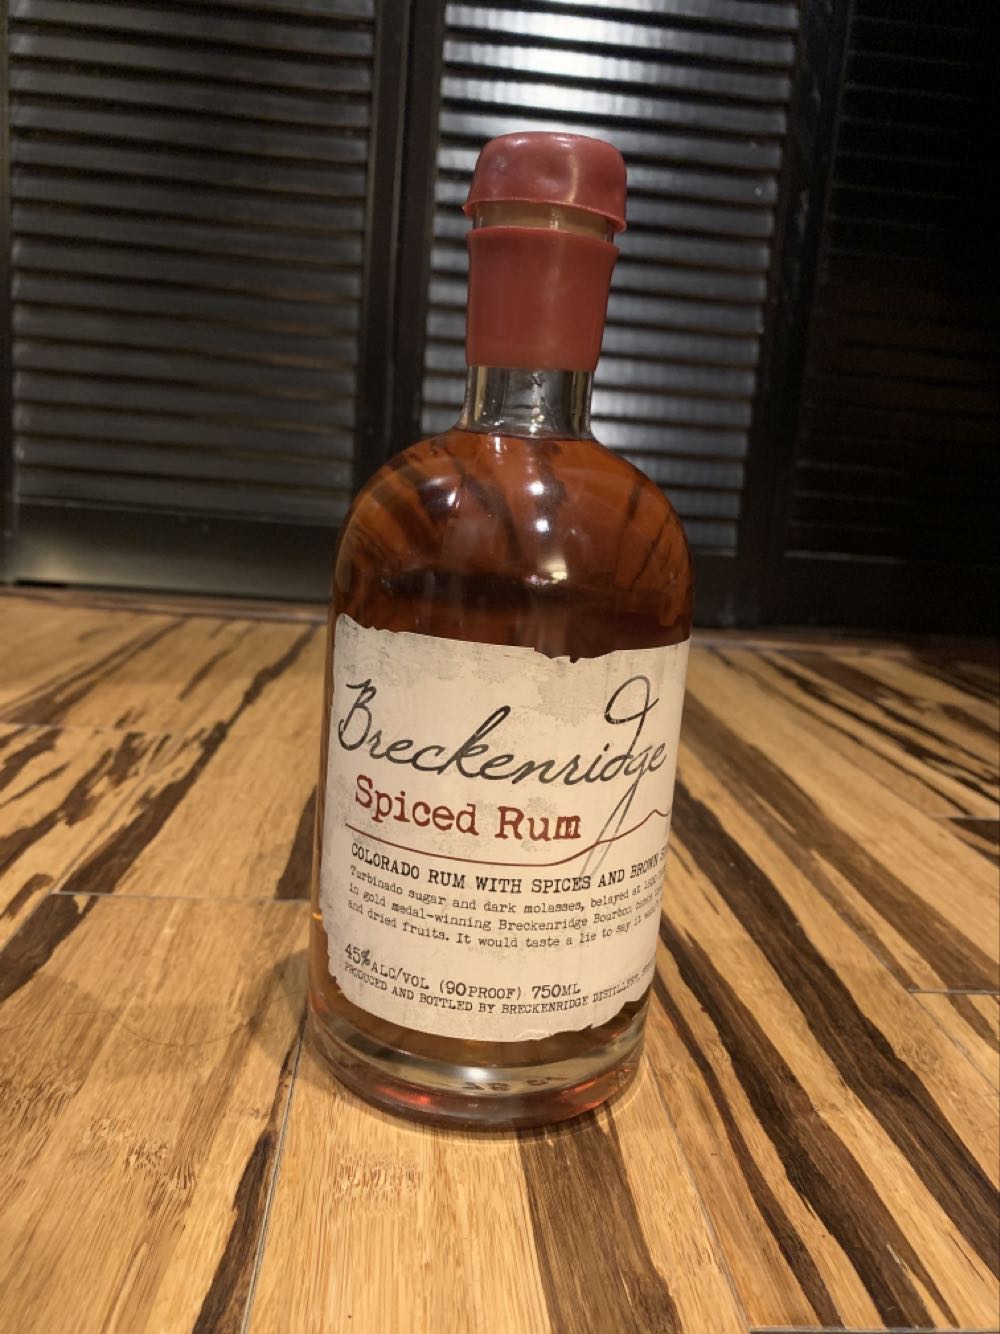 Breckenridge
Spiced Rum
COLORADO RUM WITH SPICES AND BROWN
Turbinado sugar and dark molasses, belayed at
in gold medal-winning Breckenridge Bourbon
and dried fruits. It would taste a lie to say it
45%ALC/VOL (90PROOF) 750ML
PRODUCED AND BOTTLED BY BRECKENRIDGE DISTILLERY,